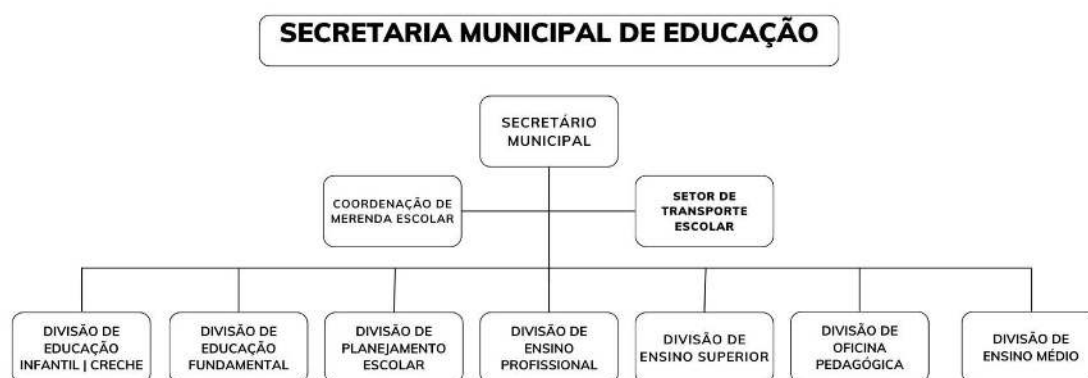 SECRETARIA MUNICIPAL DE EDUCAÇÃO
SECRETÁRIO
MUNICIPAL
COORDENAÇÃO DE
MERENDA ESCOLAR
SETOR DE
TRANSPORTE
ESCOLAR
DIVISÃO DE
EDUCAÇÃO
INFANTIL | CRECHE
DIVISÃO DE
EDUCAÇÃO
FUNDAMENTAL
DIVISÃO DE
PLANEJAMENTO
ESCOLAR
DIVISÃO DE
ENSINO
PROFISSIONAL
DIVISÃO DE
ENSINO SUPERIOR
DIVISÃO DE
OFICINA
PEDAGÓGICA
DIVISÃO DE
ENSINO MÉDIO